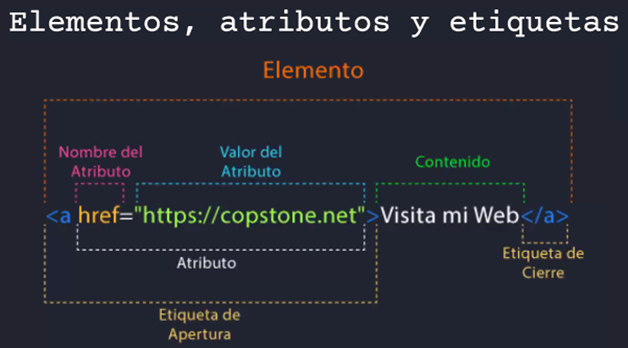 Elementos, atributos y etiquetas
Elemento
Nombre del
Atributo
Valor del
Atributo
Contenido
<a href="https://copstone.net">Visita mi Web</a>
Atributo
Etiqueta de
Cierre
Etiqueta de
Apertura